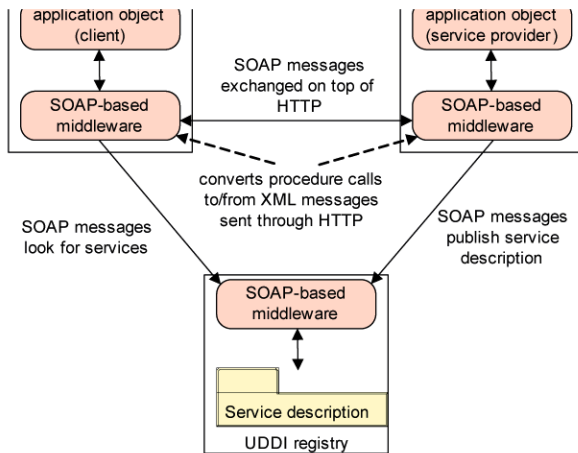 application object
(client)
application object
(service provider)
SOAP messages
exchanged on top of
HTTP
SOAP-based
middleware
SOAP-based
middleware
converts procedure calls
to/from XML messages
sent through HTTP
SOAP messages
look for services
SOAP messages
publish service
description
SOAP-based
middleware
Service description
UDDI registry